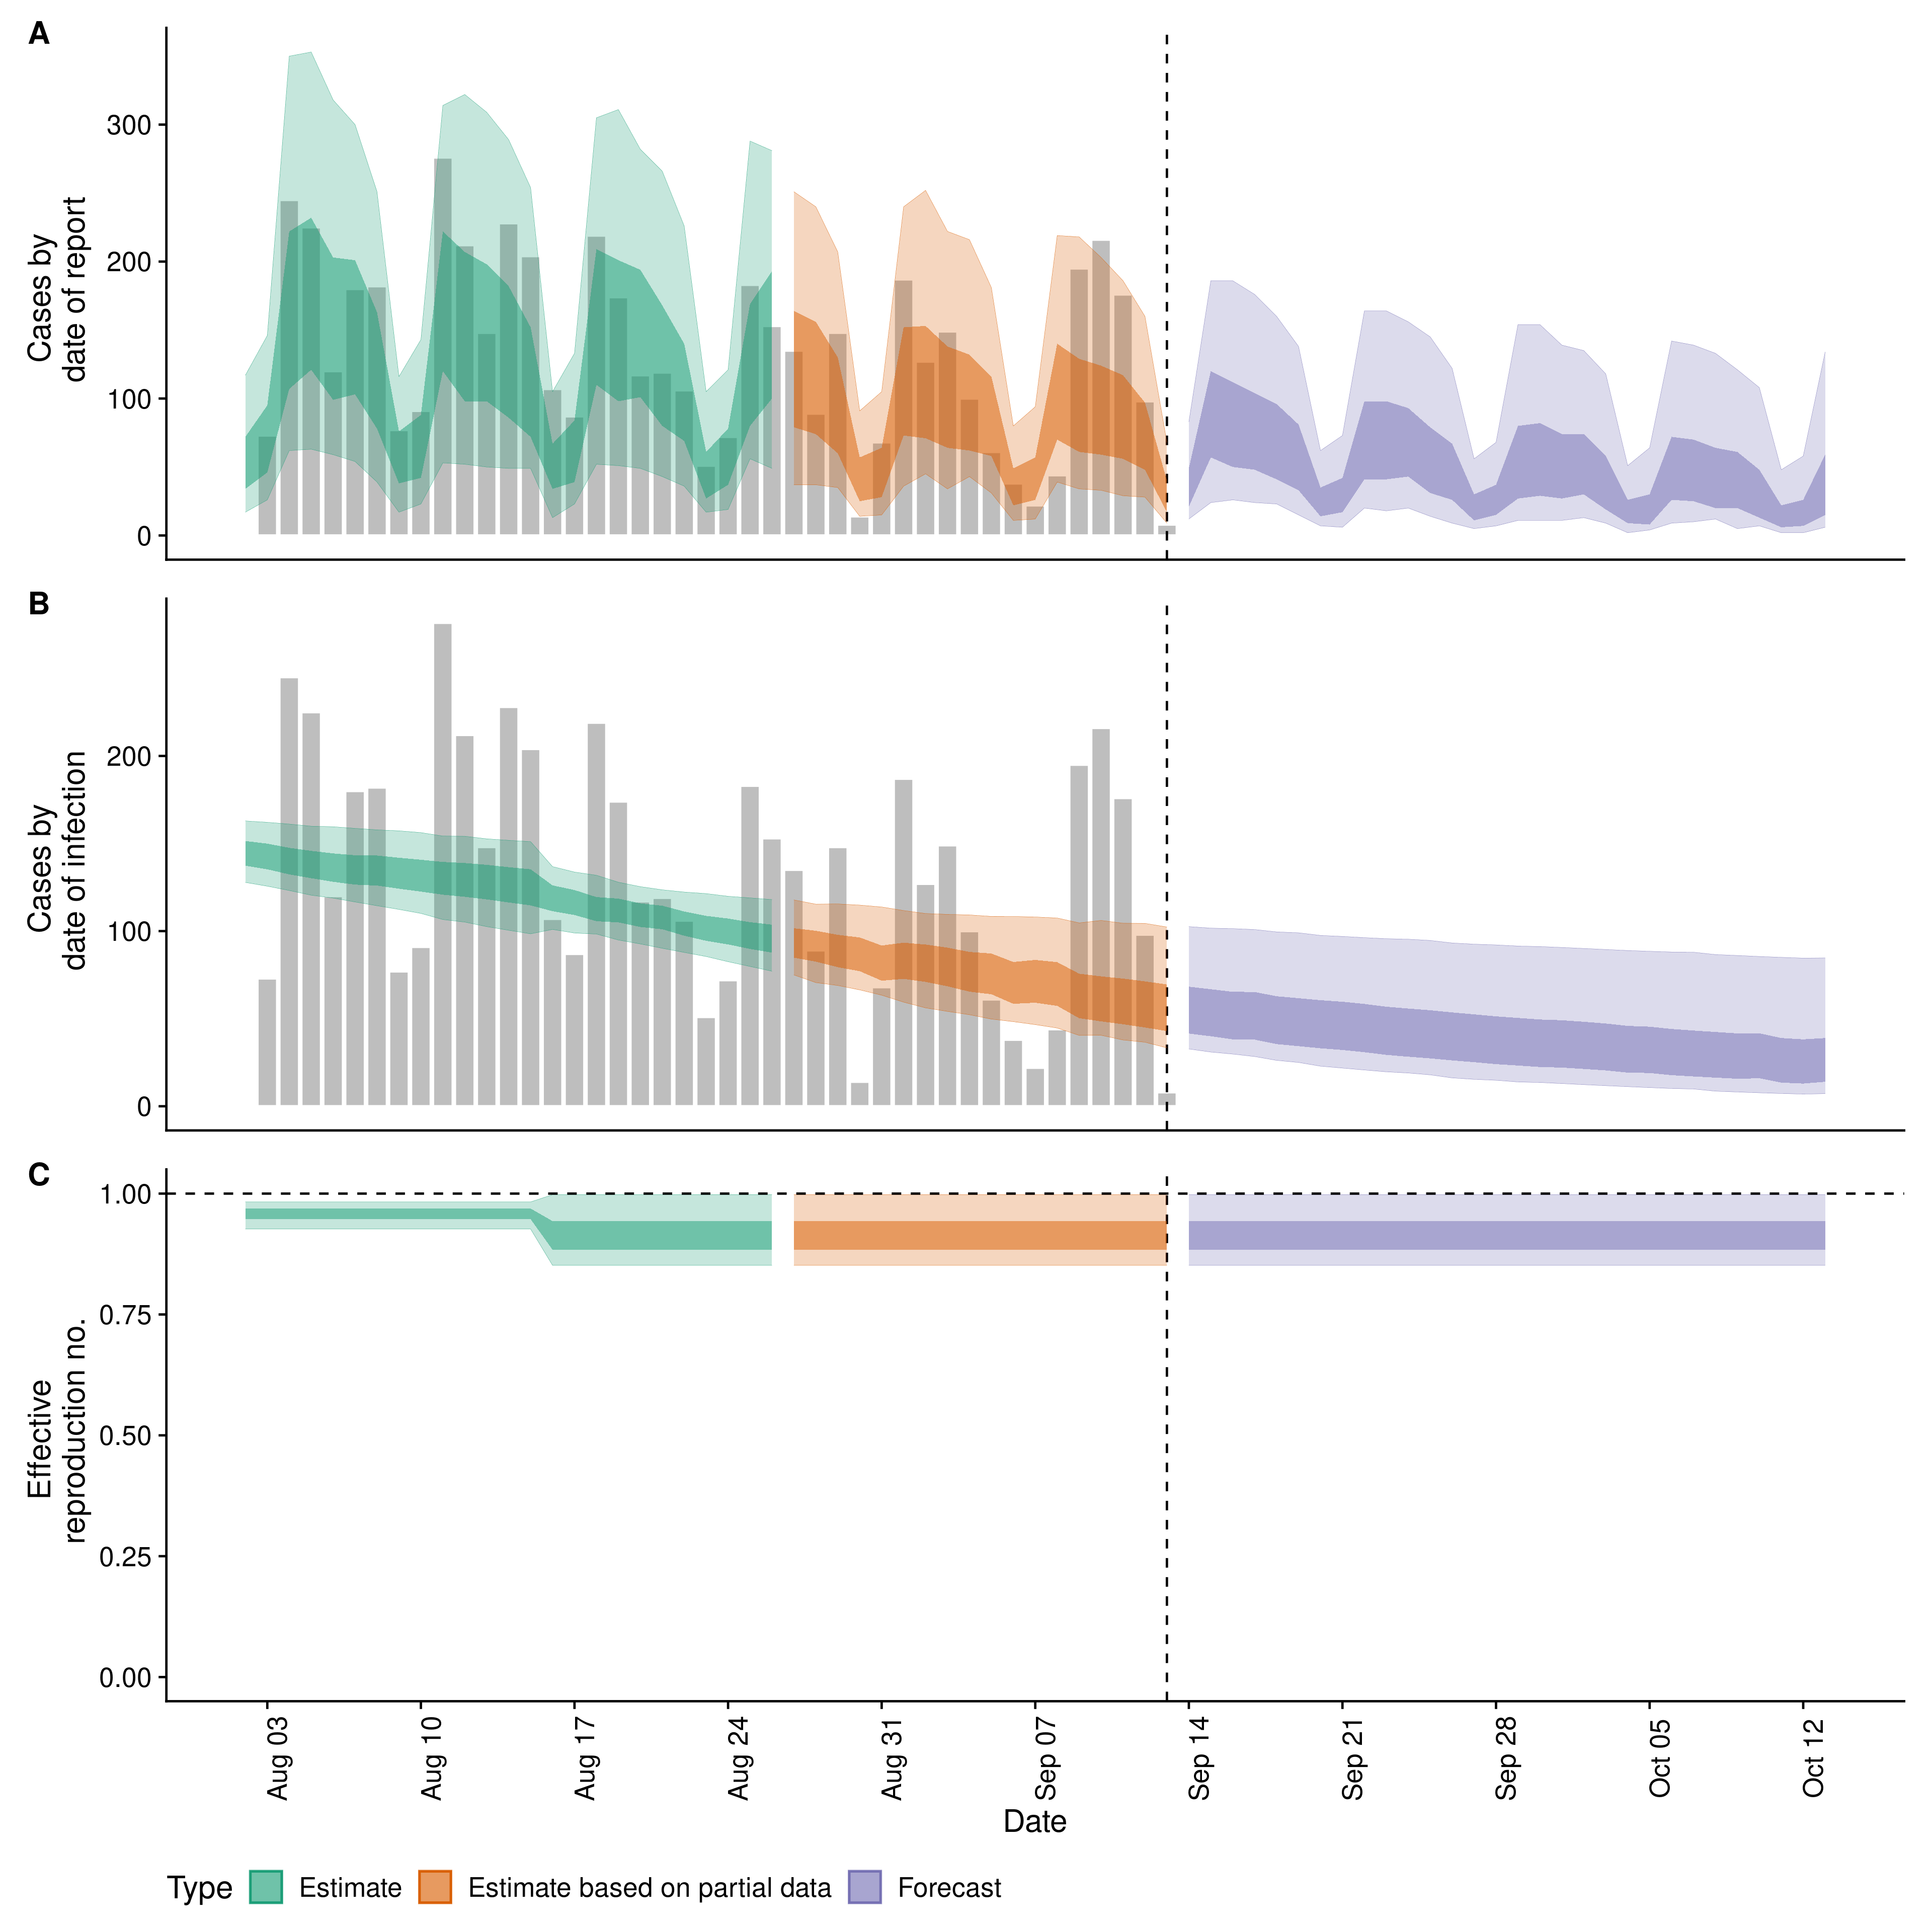 A
Cases by
date of report
300
200
100
0
B
Cases by
date of infection
200
100
0
C
Effective
reproduction no.
1.00
0.75
0.50
0.25
0.00
Aug 03
Aug 10
Aug 17
Aug 24
Aug 31
Sep 07
Sep 14
Sep 21
Sep 28
Oct 05
Oct 12
Date
Type Estimate Estimate based on partial data Forecast